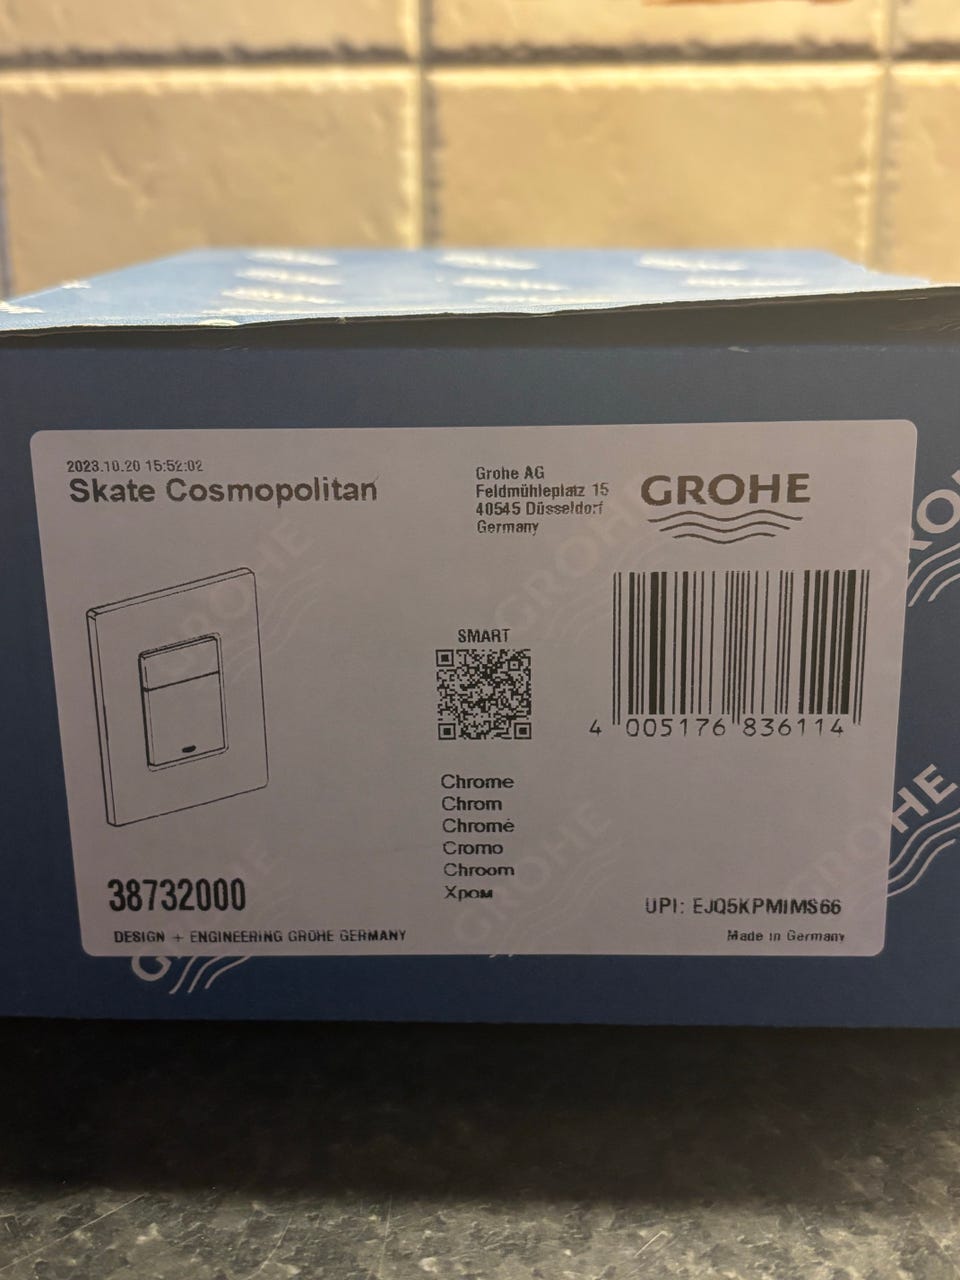 2023.10.20 15:52:02
Skate Cosmopolitan
Grohe AG
Feldmühleplatz 15
40545 Düsseldorf
Germany
GROHE
SMART
4 005176 836114
Chrome
Chrom
Chromé
Cromo
Chroom
Хром
38732000
DESIGN + ENGINEERING GROHE GERMANY
UPI: EJQ5KPMIMS66
Made in Germany